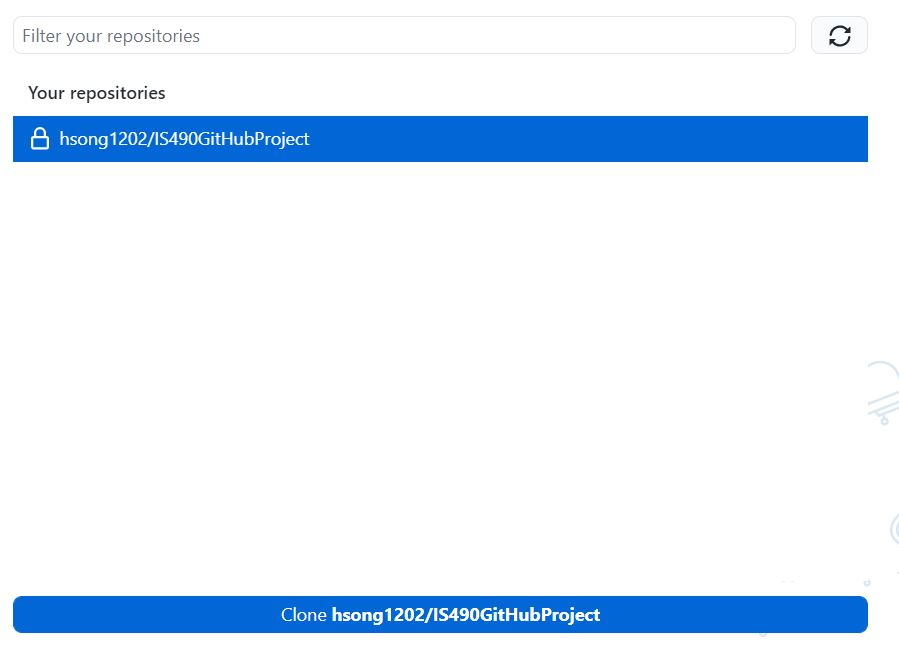 Filter your repositories
Your repositories
hsong1202/IS490GitHubProject
Clone hsong1202/IS490GitHubProject